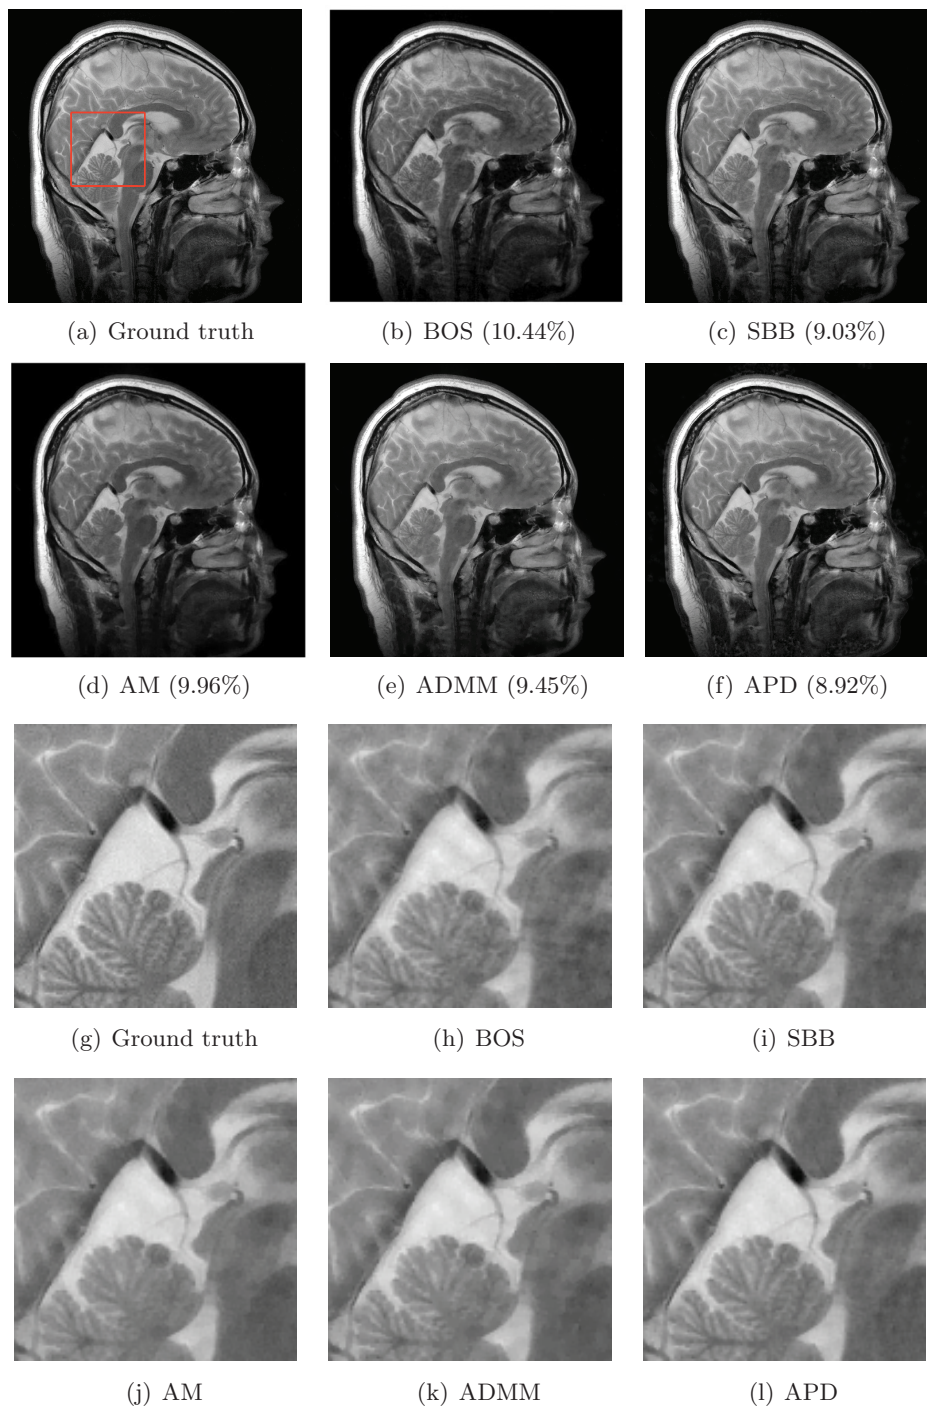 (a) Ground truth
(b) BOS (10.44%)
(c) SBB (9.03%)
(d) AM (9.96%)
(e) ADMM (9.45%)
(f) APD (8.92%)
(g) Ground truth
(h) BOS
(i) SBB
(j) AM
(k) ADMM
(l) APD